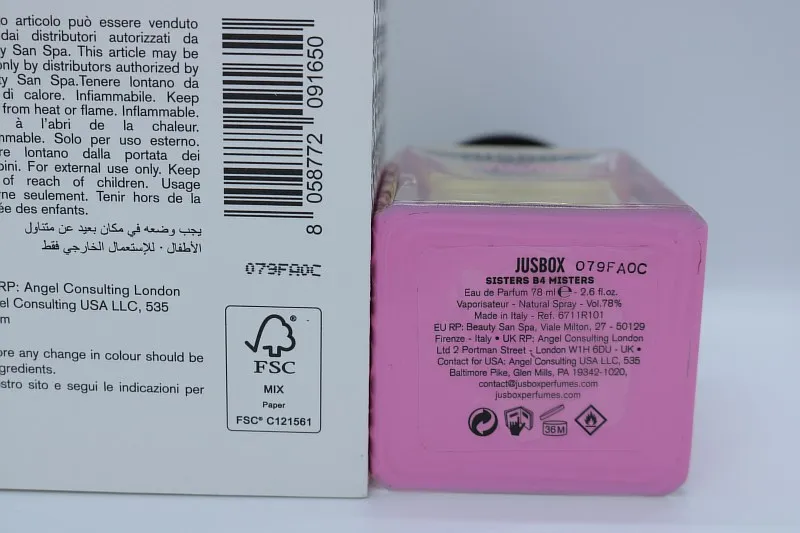 o articolo può essere venduto
dai distributori autorizzati da
y San Spa. This article may be
only by distributors authorized by
ty San Spa.Tenere lontano da
di calore. Infiammabile. Keep
from heat or flame. Inflammable.
à l'abri de la chaleur.
mmable. Solo per uso esterno.
re lontano dalla portata dei
bini. For external use only. Keep
of reach of children. Usage
ne seulement. Tenir hors de la
ée des enfants.
يجب وضعه في مكان بعيد عن متناول
الأطفال · للإستعمال الخارجي فقط
RP: Angel Consulting London
el Consulting USA LLC, 535
m
ore any change in colour should be
ngredients.
ostro sito e segui le indicazioni per
8 058772 091650
079FA0C
FSC®
MIX
Paper
FSC® C121561
JUSBOX 079FA0C
SISTERS B4 MISTERS
Eau de Parfum 78 ml ℮ - 2.6 fl.oz.
Vaporisateur - Natural Spray - Vol.78%
Made in Italy - Ref. 6711R101
EU RP: Beauty San Spa, Viale Milton, 27 - 50129
Firenze - Italy • UK RP: Angel Consulting London
Ltd 2 Portman Street - London W1H 6DU - UK •
Contact for USA: Angel Consulting USA LLC, 535
Baltimore Pike, Glen Mills, PA 19342-1020,
contact@jusboxperfumes.com
jusboxperfumes.com
36M